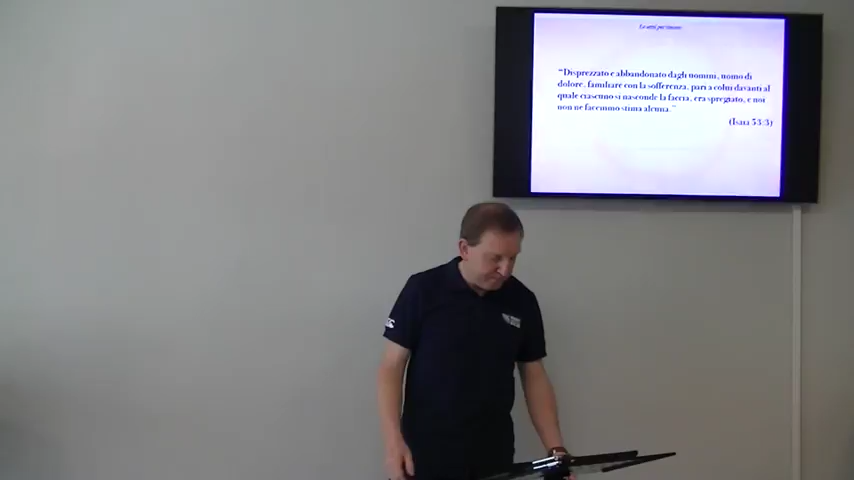 "Disprezzato e abbandonato dagli uomini, uomo di
dolore, familiare con la sofferenza, pari a colui davanti al
quale ciascuno si nasconde la faccia, era spregiato, e noi
non ne facemmo stima alcuna."
(Isaia 53:3)